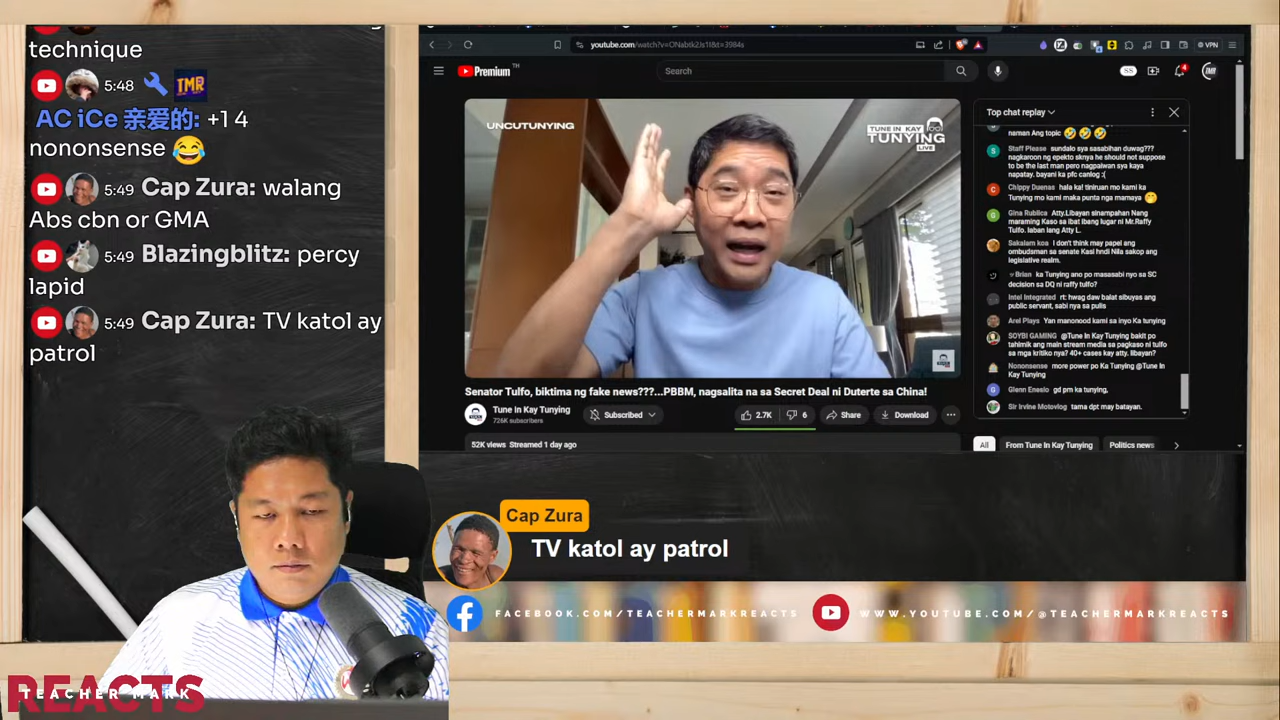 technique
5:48 TMR
AC iCe 亲爱的: +1 4
nononsense 😂
5:49 Cap Zura: walang
Abs cbn or GMA
5:49 Blazingblitz: percy
lapid
5:49 Cap Zura: TV katol ay
patrol
youtube.com/watch?v=ONabtk2Js1I&t=3984s
VPN
Premium TH
Search
SS
4
UNCUTUNYING
TUNE IN KAY
TUNYING
LIVE
Senator Tulfo, biktima ng fake news???...PBBM, nagsalita na sa Secret Deal ni Duterte sa China!
Tune In Kay Tunying
726K subscribers
Subscribed
2.7K
6
Share
Download
52K views Streamed 1 day ago
Top chat replay
naman Ang topic 🤣 🤣 🤣
Staff Please sundalo sya sasabihan duwag???
nagkaroon ng epekto sknya he should not suppose
to be the last man pero nagpaiwan sya kaya
napatay. bayani ka pfc canlog :(
Chippy Duenas hala ka! tiniruan mo kami ka
Tunying mo kami maka punta nga mamaya 🤭
Gina Rublica Atty.Libayan sinampahan Nang
maraming Kaso sa ibat Ibang lugar ni Mr.Raffy
Tulfo. laban lang Atty L.
Sakalam koa I don't think may papel ang
ombudsman sa senate Kasi hndi Nila sakop ang
legislative realm.
Brian ka Tunying ano po masasabi nyo sa SC
decision sa DQ ni raffy tulfo?
Intel Integrated rt: hwag daw balat sibuyas ang
public servant, sabi nya sa pulis
Arel Plays Yan manonood kami sa inyo Ka tunying
SOYBI GAMING @Tune In Kay Tunying bakit po
tahimik ang main stream media sa pagkaso ni tulfo
sa mga kritiko nya? 40+ cases kay atty. libayan?
Nononsense more power po Ka Tunying @Tune In
Kay Tunying
Glenn Eneslo gd pm ka tunying,
Sir Irvine Motovlog tama dpt may batayan.
All From Tune In Kay Tunying Politics news
Cap Zura
TV katol ay patrol
FACEBOOK.COM/TEACHERMARKREACTS
WWW.YOUTUBE.COM/@TEACHERMARKREACTS
TEACHER MARK
REACTS